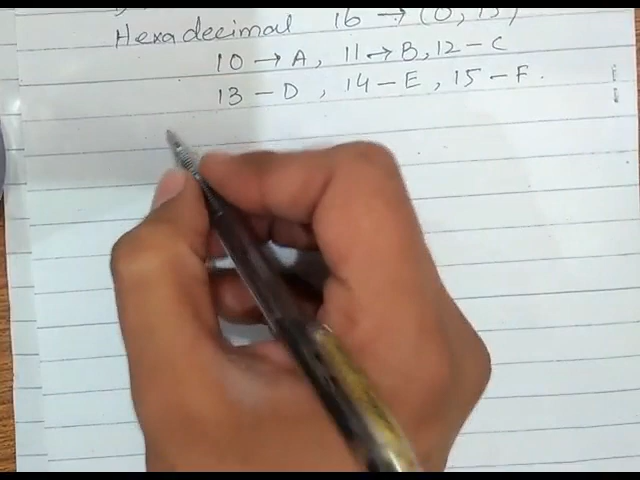 Hexadecimal 16 → (0, 15)
10 → A, 11 → B, 12 - C
13 - D, 14 - E, 15 - F.